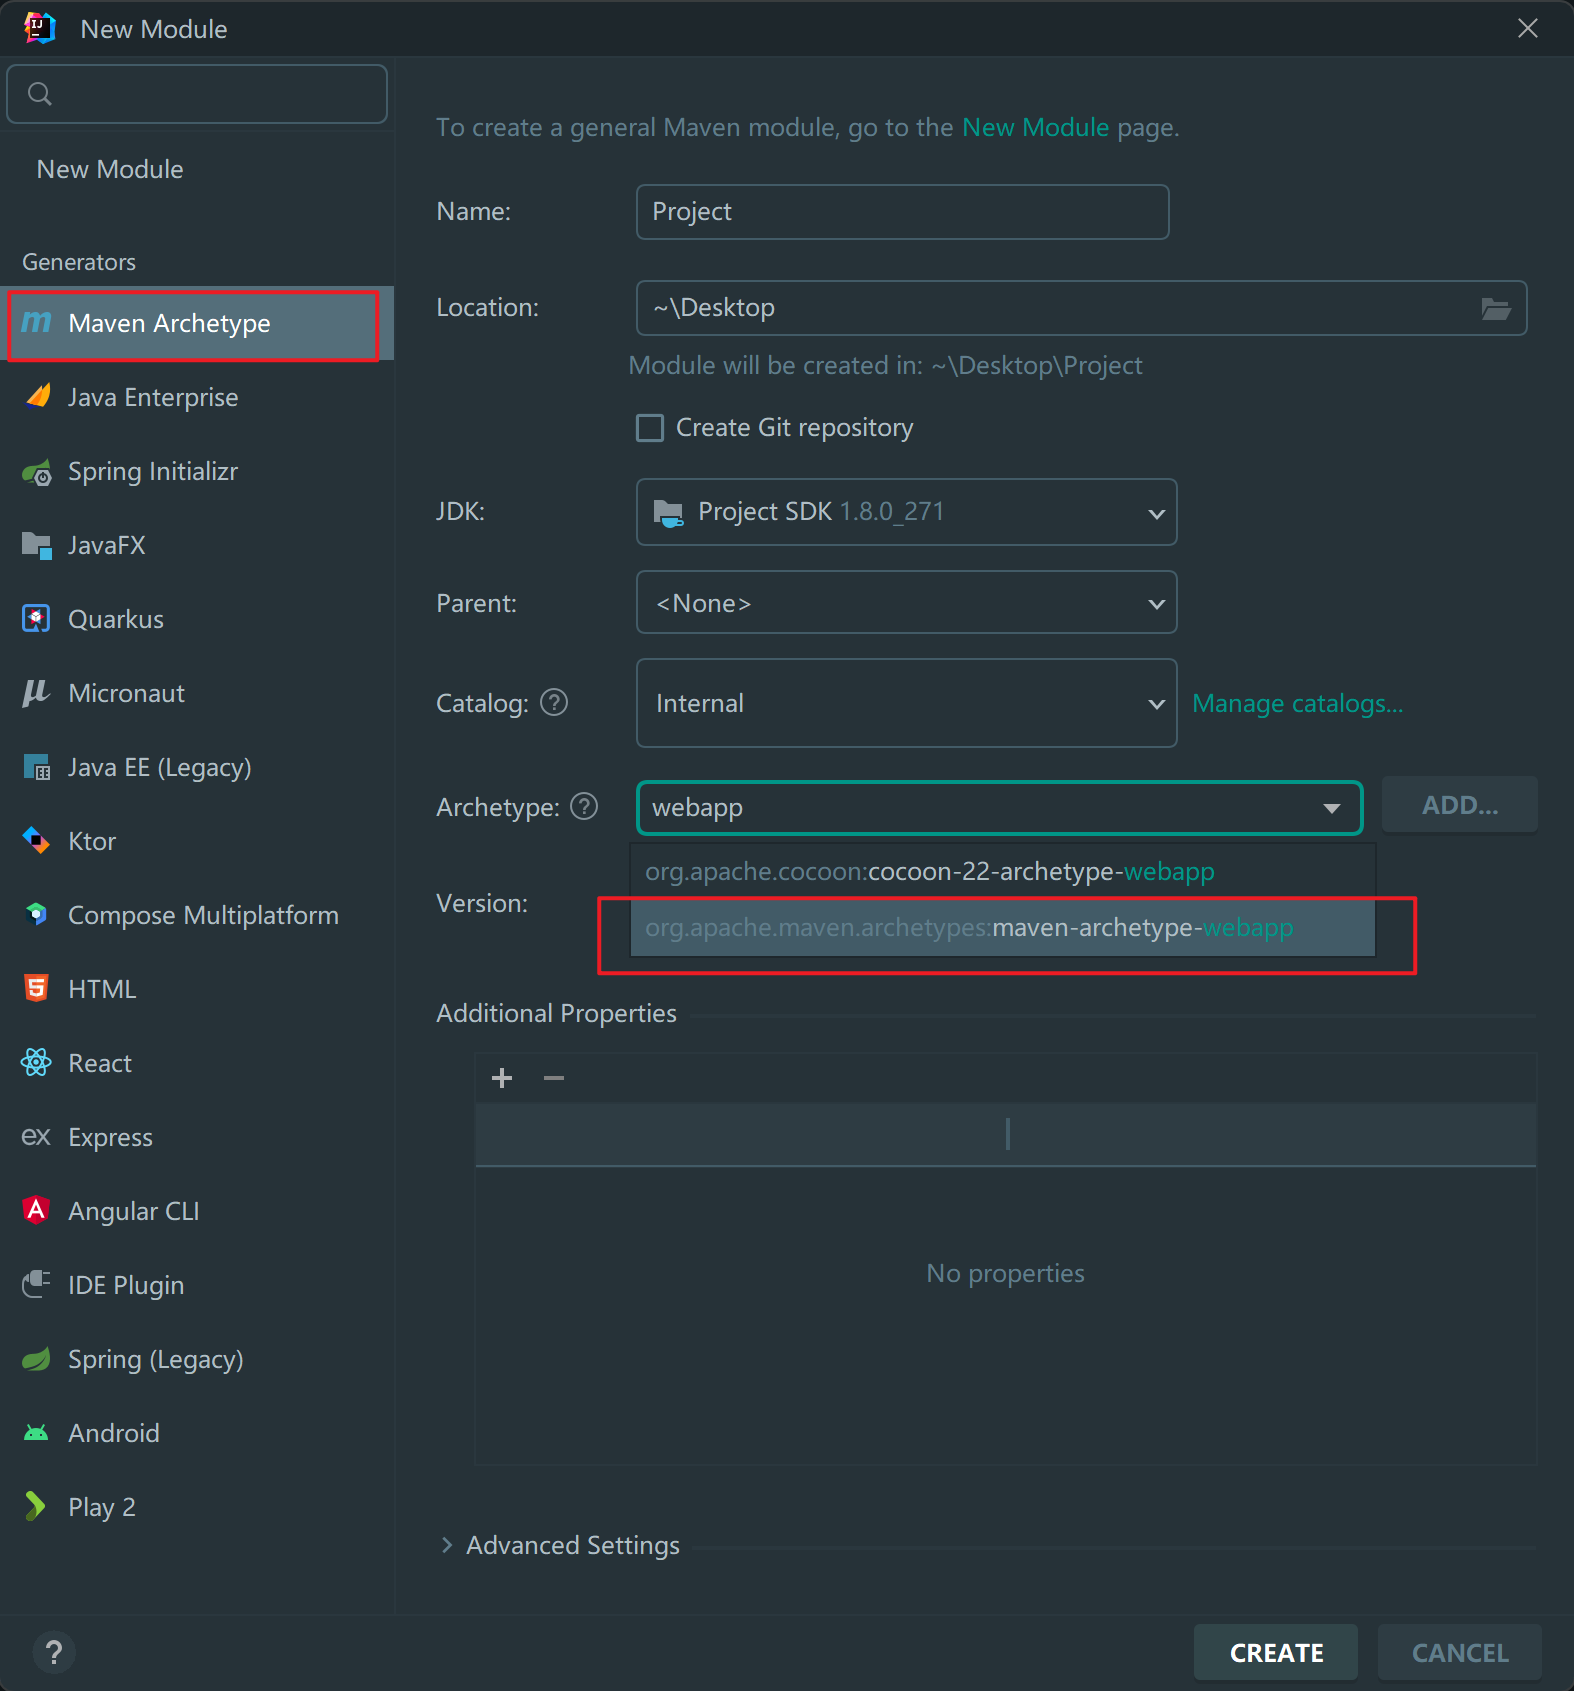 New Module
New Module
Generators
Maven Archetype
Java Enterprise
Spring Initializr
JavaFX
Quarkus
Micronaut
Java EE (Legacy)
Ktor
Compose Multiplatform
HTML
React
Express
Angular CLI
IDE Plugin
Spring (Legacy)
Android
Play 2
To create a general Maven module, go to the New Module page.
Name: Project
Location: ~\Desktop
Module will be created in: ~\Desktop\Project
Create Git repository
JDK: Project SDK 1.8.0_271
Parent: <None>
Catalog: ? Internal Manage catalogs...
Archetype: ? webapp ADD...
org.apache.cocoon:cocoon-22-archetype-webapp
Version:
org.apache.maven.archetypes:maven-archetype-webapp
Additional Properties
No properties
Advanced Settings
? CREATE CANCEL